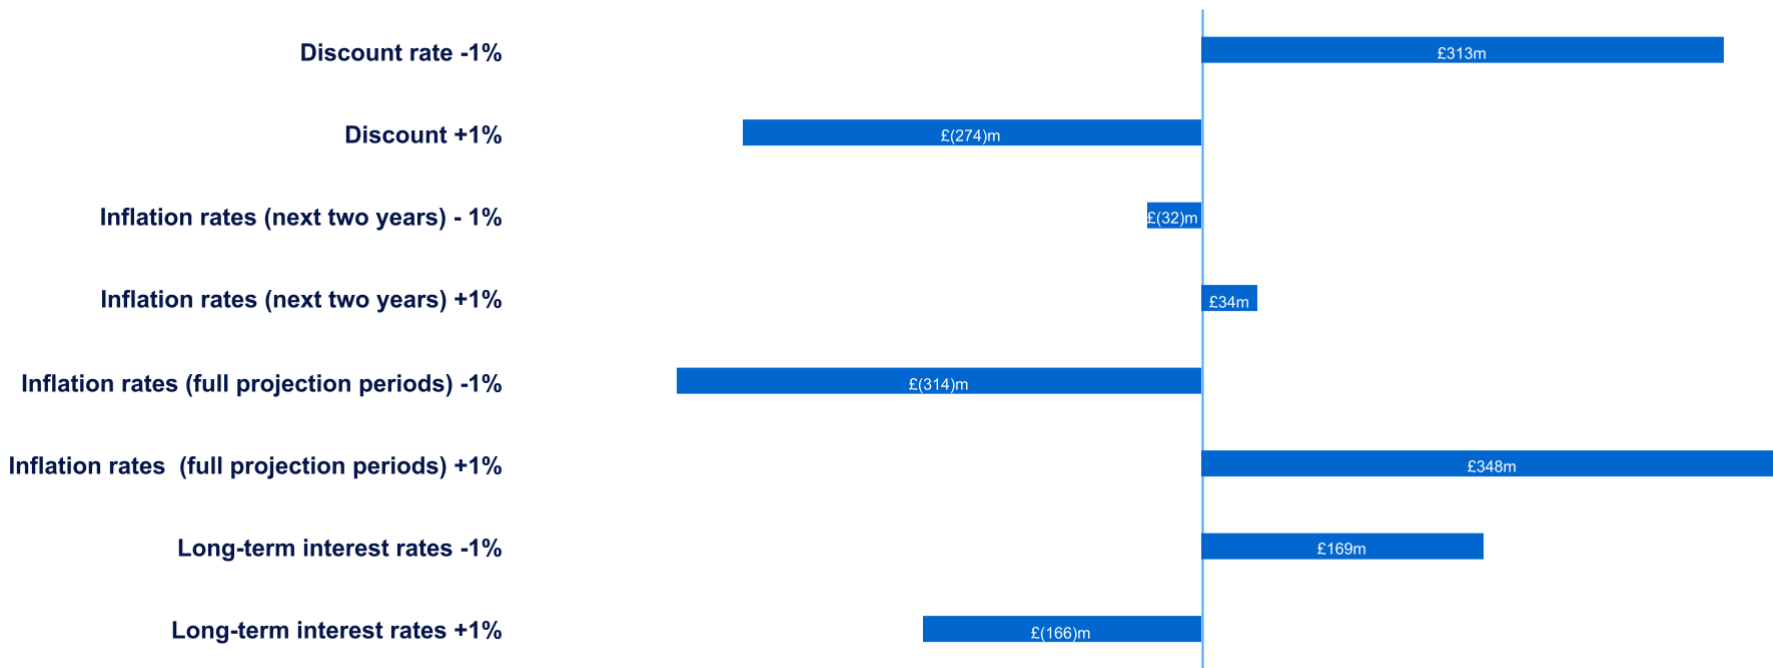 Discount rate -1%
£313m
Discount +1%
£(274)m
Inflation rates (next two years) - 1%
£(32)m
Inflation rates (next two years) +1%
£34m
Inflation rates (full projection periods) -1%
£(314)m
Inflation rates  (full projection periods) +1%
£348m
Long-term interest rates -1%
£169m
Long-term interest rates +1%
£(166)m